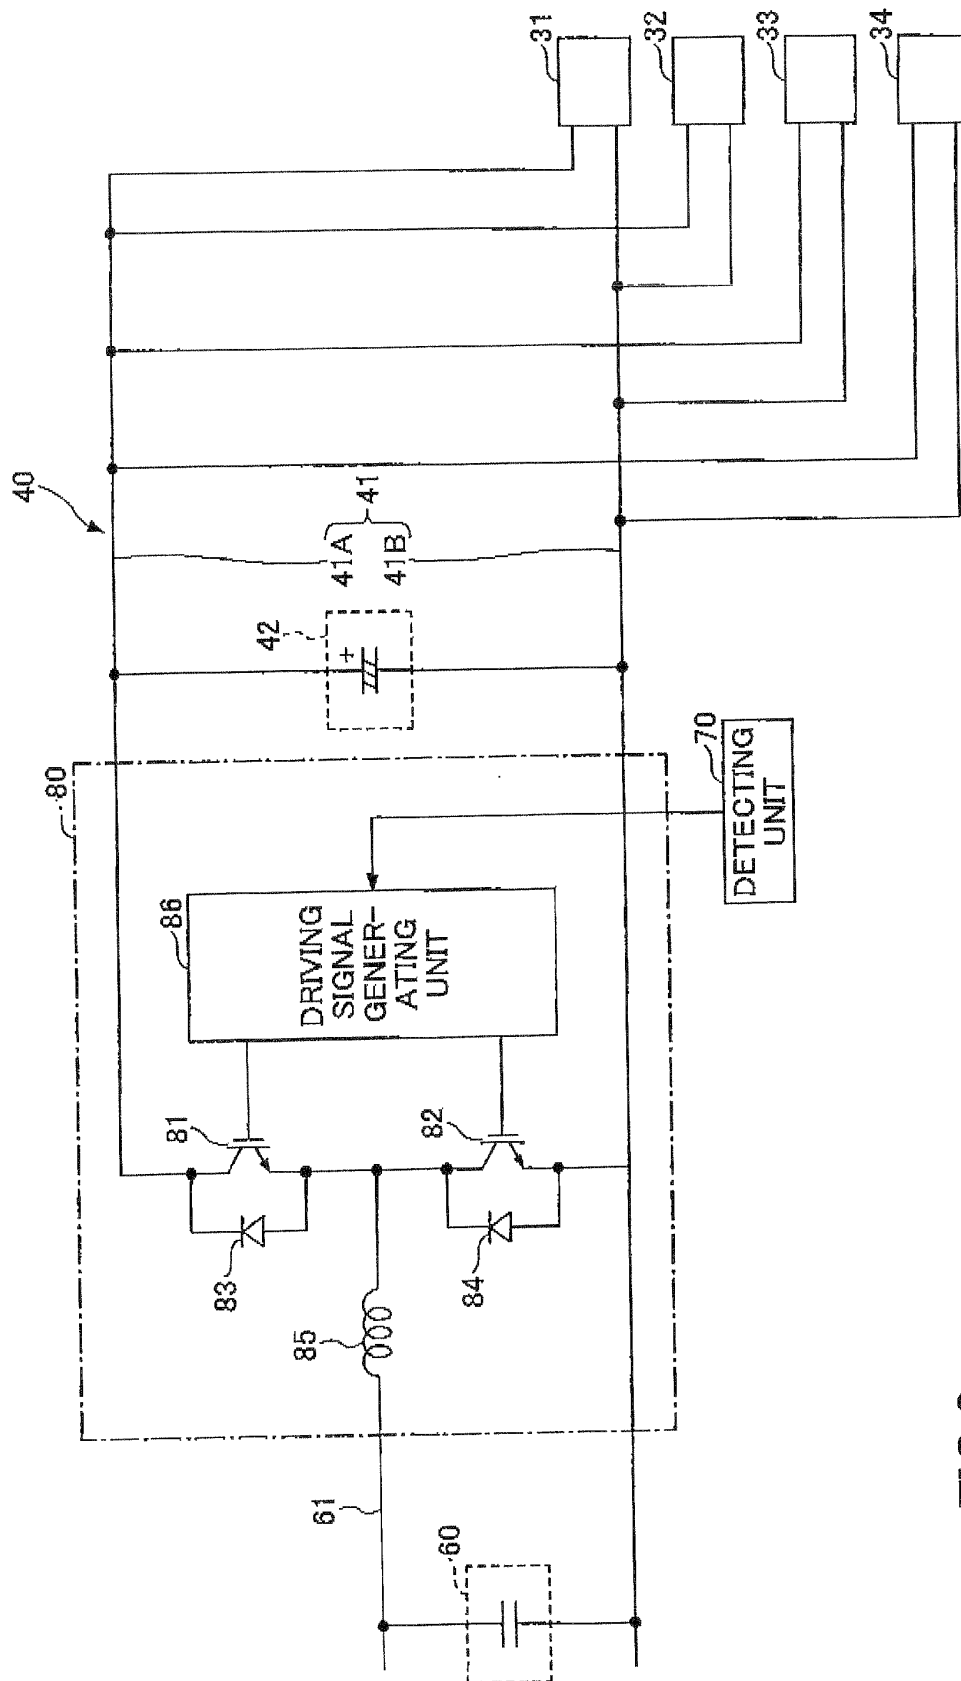 40
31
32
33
34
41A
41B
41
42
80
86
DRIVING
SIGNAL
GENER-
ATING
UNIT
70
DETECTING
UNIT
81
82
83
84
85
61
60
+